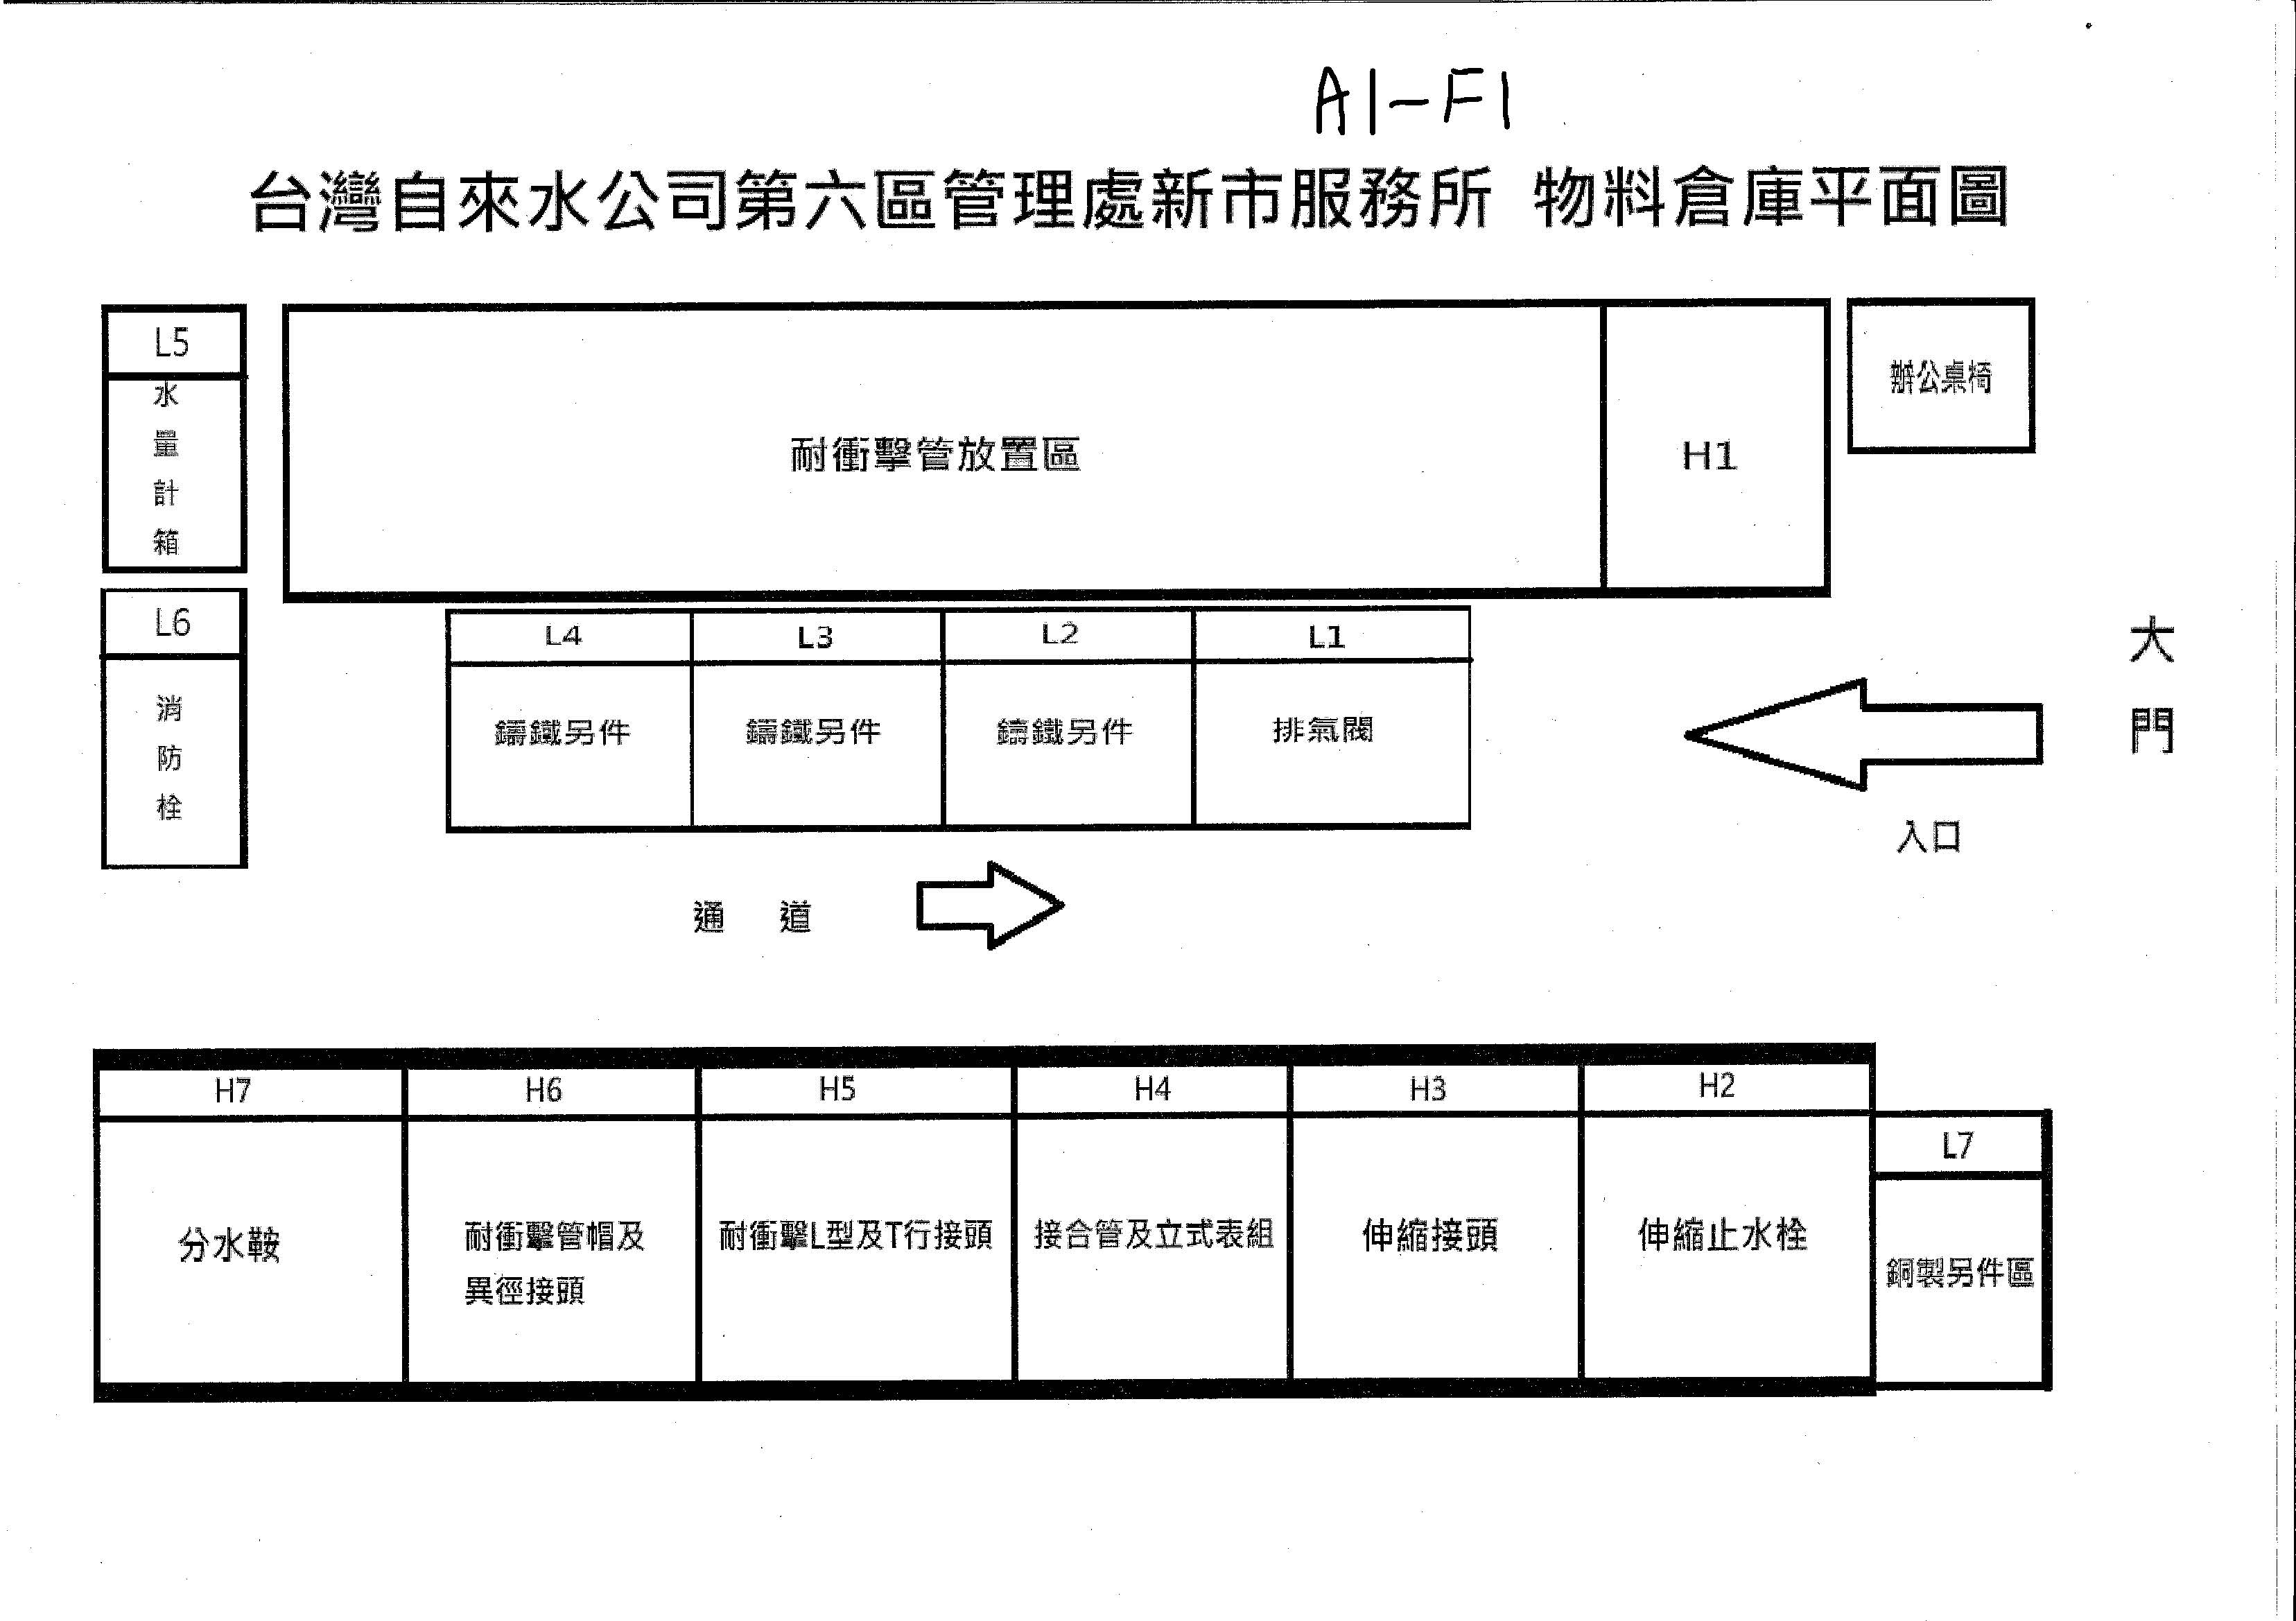 A1-F1
台灣自來水公司第六區管理處新市服務所 物料倉庫平面圖
L5
水量計箱
耐衝擊管放置區
H1
辦公桌椅
L6
消防栓
L4
L3
L2
L1
鑄鐵另件
鑄鐵另件
鑄鐵另件
排氣閥
大門
入口
通 道
H7
H6
H5
H4
H3
H2
L7
分水鞍
耐衝擊管帽及
異徑接頭
耐衝擊L型及T行接頭
接合管及立式表組
伸縮接頭
伸縮止水栓
銅製另件區